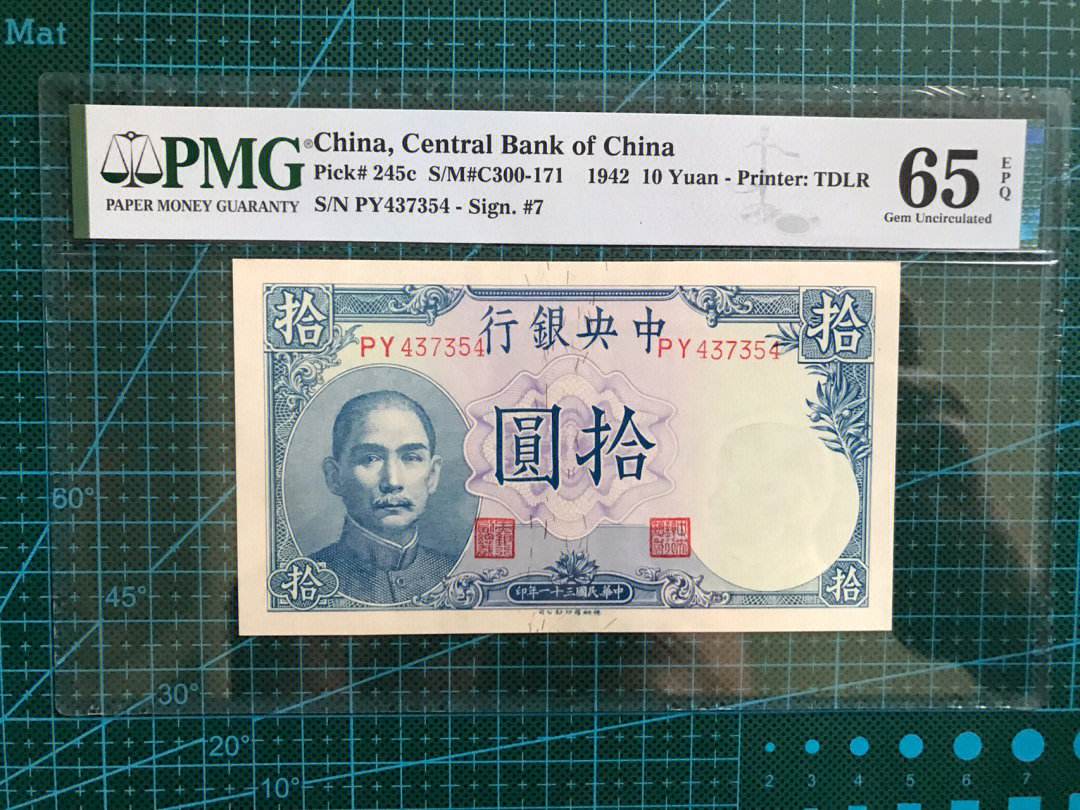 Mat
PMG®
PAPER MONEY GUARANTY
China, Central Bank of China
Pick# 245c S/M#C300-171 1942 10 Yuan - Printer: TDLR
S/N PY437354 - Sign. #7
65
EPQ
Gem Uncirculated
拾
行銀央中
拾
PY437354
PY437354
圓拾
拾
印年一十三國民華中
拾
60°
45°
30°
20°
10°
2 3 4 5 6 7